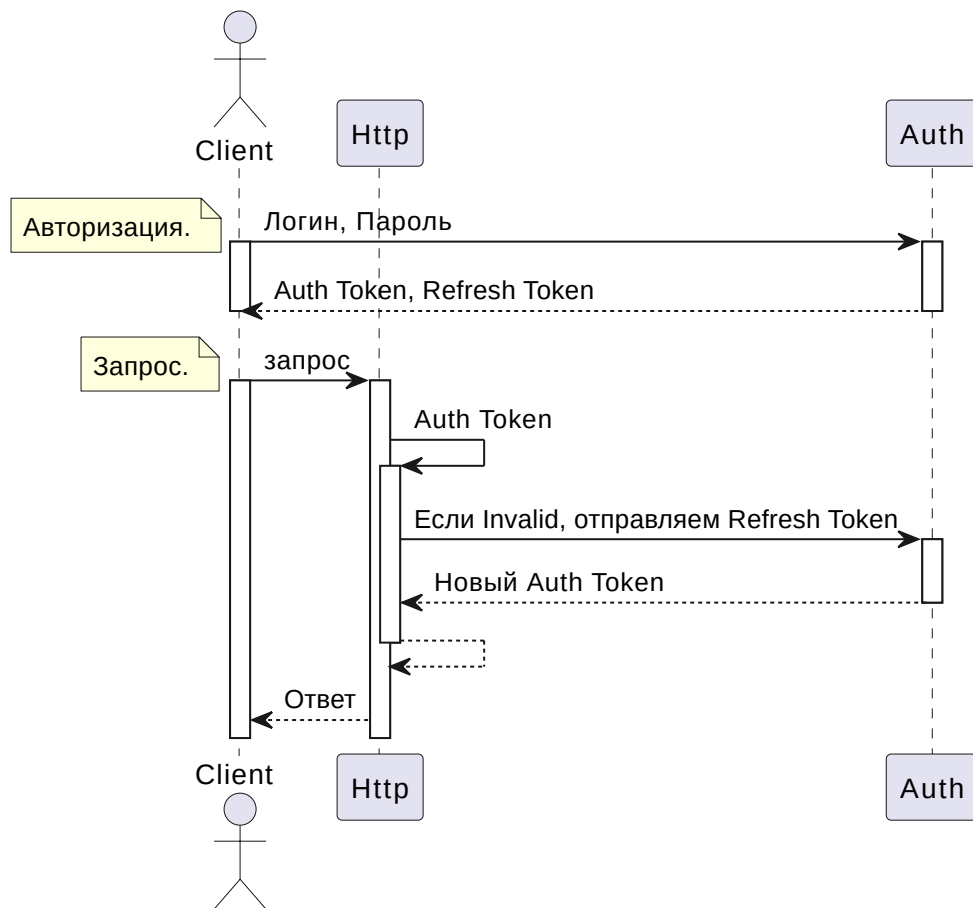 Client
Http
Auth
Авторизация.
Логин, Пароль
Auth Token, Refresh Token
Запрос.
запрос
Auth Token
Если Invalid, отправляем Refresh Token
Новый Auth Token
Ответ
Client
Http
Auth